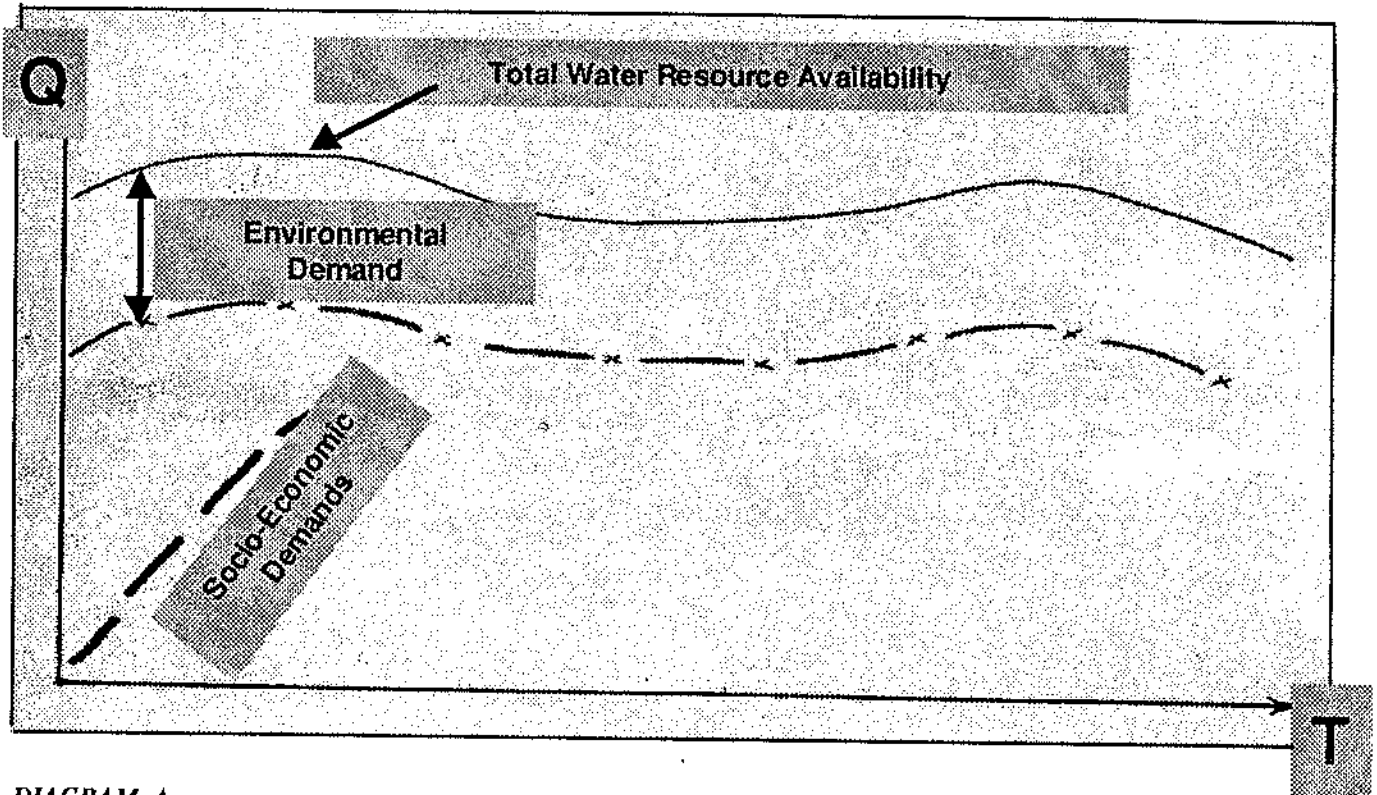 Q
Total Water Resource Availability
Environmental
Demand
Socio-Economic
Demands
T
DIAGRAM A